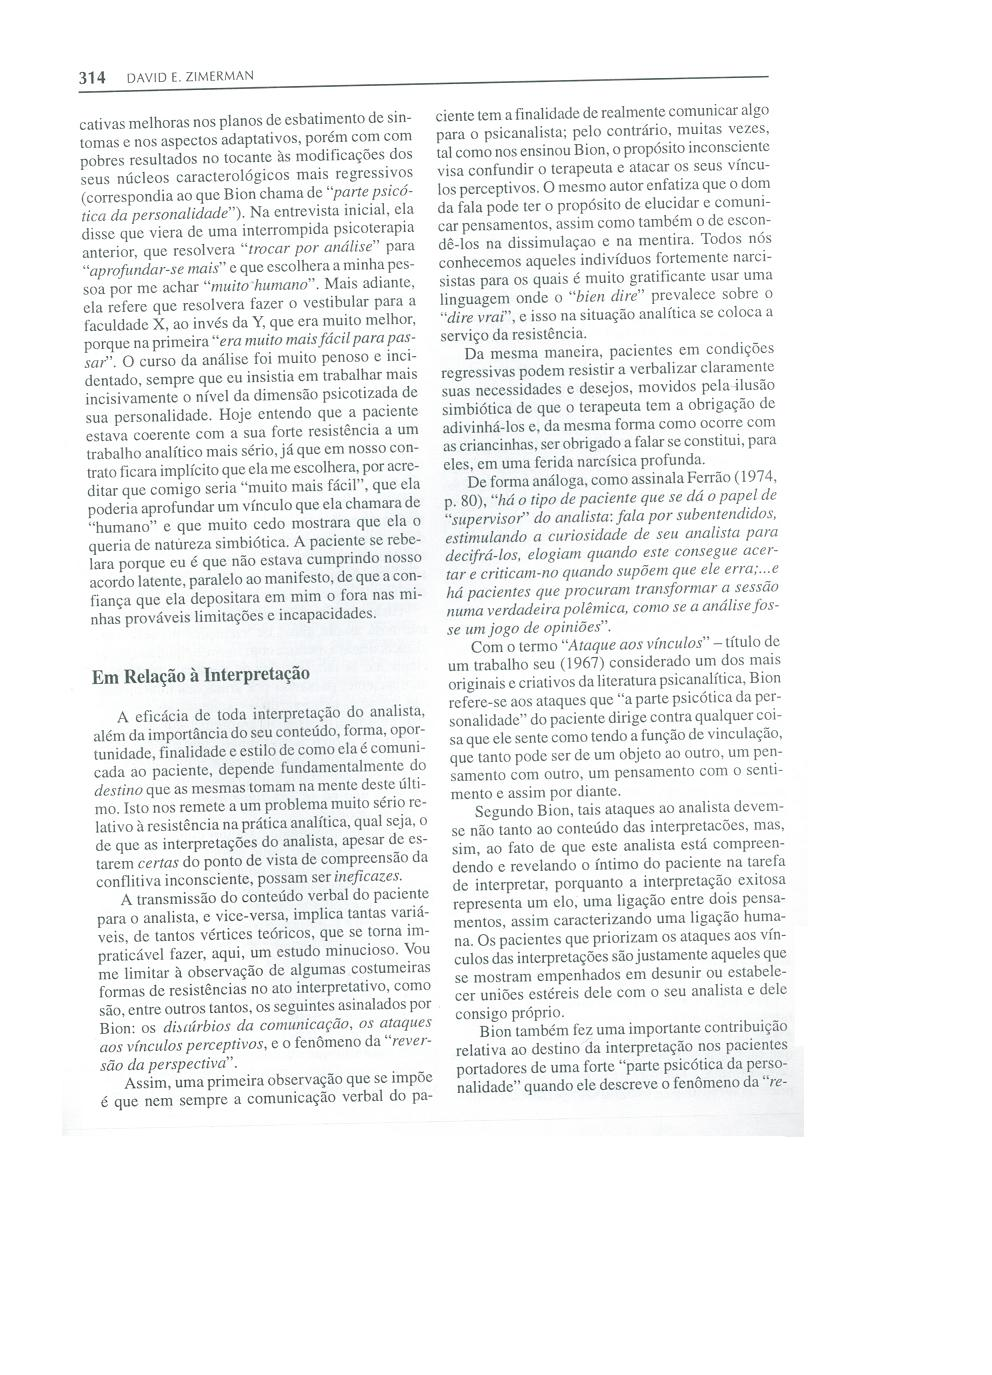 314 DAVID E. ZIMERMAN
cativas melhoras nos planos de esbatimento de sin-
tomas e nos aspectos adaptativos, porém com com
pobres resultados no tocante às modificações dos
seus núcleos caracterológicos mais regressivos
(correspondia ao que Bion chama de “parte psicó-
tica da personalidade”). Na entrevista inicial, ela
disse que viera de uma interrompida psicoterapia
anterior, que resolvera “trocar por análise” para
“aprofundar-se mais” e que escolhera a minha pes-
soa por me achar “muito humano”. Mais adiante,
ela refere que resolvera fazer o vestibular para a
faculdade X, ao invés da Y, que era muito melhor,
porque na primeira “era muito mais fácil para pas-
sar”. O curso da análise foi muito penoso e inci-
dentado, sempre que eu insistia em trabalhar mais
incisivamente o nível da dimensão psicotizada de
sua personalidade. Hoje entendo que a paciente
estava coerente com a sua forte resistência a um
trabalho analítico mais sério, já que em nosso con-
trato ficara implícito que ela me escolhera, por acre-
ditar que comigo seria “muito mais fácil”, que ela
poderia aprofundar um vínculo que ela chamara de
“humano” e que muito cedo mostrara que ela o
queria de natureza simbiótica. A paciente se rebe-
lara porque eu é que não estava cumprindo nosso
acordo latente, paralelo ao manifesto, de que a con-
fiança que ela depositara em mim o fora nas mi-
nhas prováveis limitações e incapacidades.
Em Relação à Interpretação
A eficácia de toda interpretação do analista,
além da importância do seu conteúdo, forma, opor-
tunidade, finalidade e estilo de como ela é comuni-
cada ao paciente, depende fundamentalmente do
destino que as mesmas tomam na mente deste últi-
mo. Isto nos remete a um problema muito sério re-
lativo à resistência na prática analítica, qual seja, o
de que as interpretações do analista, apesar de es-
tarem certas do ponto de vista de compreensão da
conflitiva inconsciente, possam ser ineficazes.
A transmissão do conteúdo verbal do paciente
para o analista, e vice-versa, implica tantas variá-
veis, de tantos vértices teóricos, que se torna im-
praticável fazer, aqui, um estudo minucioso. Vou
me limitar à observação de algumas costumeiras
formas de resistências no ato interpretativo, como
são, entre outros tantos, os seguintes asinalados por
Bion: os distúrbios da comunicação, os ataques
aos vínculos perceptivos, e o fenômeno da “rever-
são da perspectiva”.
Assim, uma primeira observação que se impõe
é que nem sempre a comunicação verbal do pa-
ciente tem a finalidade de realmente comunicar algo
para o psicanalista; pelo contrário, muitas vezes,
tal como nos ensinou Bion, o propósito inconsciente
visa confundir o terapeuta e atacar os seus víncu-
los perceptivos. O mesmo autor enfatiza que o dom
da fala pode ter o propósito de elucidar e comuni-
car pensamentos, assim como também o de escon-
dê-los na dissimulaçao e na mentira. Todos nós
conhecemos aqueles indivíduos fortemente narci-
sistas para os quais é muito gratificante usar uma
linguagem onde o “bien dire” prevalece sobre o
“dire vrai”, e isso na situação analítica se coloca a
serviço da resistência.
Da mesma maneira, pacientes em condições
regressivas podem resistir a verbalizar claramente
suas necessidades e desejos, movidos pela ilusão
simbiótica de que o terapeuta tem a obrigação de
adivinhá-los e, da mesma forma como ocorre com
as criancinhas, ser obrigado a falar se constitui, para
eles, em uma ferida narcísica profunda.
De forma análoga, como assinala Ferrão (1974,
p. 80), “há o tipo de paciente que se dá o papel de
“supervisor” do analista: fala por subentendidos,
estimulando a curiosidade de seu analista para
decifrá-los, elogiam quando este consegue acer-
tar e criticam-no quando supõem que ele erra;...e
há pacientes que procuram transformar a sessão
numa verdadeira polêmica, como se a análise fos-
se um jogo de opiniões”.
Com o termo “Ataque aos vínculos” – título de
um trabalho seu (1967) considerado um dos mais
originais e criativos da literatura psicanalítica, Bion
refere-se aos ataques que “a parte psicótica da per-
sonalidade” do paciente dirige contra qualquer coi-
sa que ele sente como tendo a função de vinculação,
que tanto pode ser de um objeto ao outro, um pen-
samento com outro, um pensamento com o senti-
mento e assim por diante.
Segundo Bion, tais ataques ao analista devem-
se não tanto ao conteúdo das interpretacões, mas,
sim, ao fato de que este analista está compreen-
dendo e revelando o íntimo do paciente na tarefa
de interpretar, porquanto a interpretação exitosa
representa um elo, uma ligação entre dois pensa-
mentos, assim caracterizando uma ligação huma-
na. Os pacientes que priorizam os ataques aos vín-
culos das interpretações são justamente aqueles que
se mostram empenhados em desunir ou estabele-
cer uniões estéreis dele com o seu analista e dele
consigo próprio.
Bion também fez uma importante contribuição
relativa ao destino da interpretação nos pacientes
portadores de uma forte “parte psicótica da perso-
nalidade” quando ele descreve o fenômeno da “re-